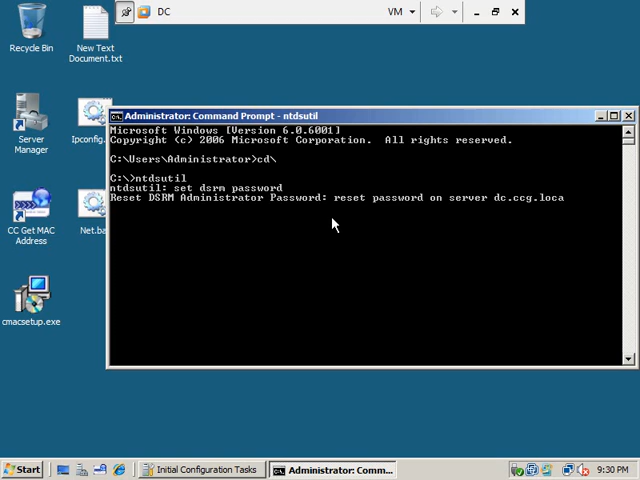 DC
VM
Recycle Bin
New Text
Document.txt
Server
Manager
Ipconfig.
CC Get MAC
Address
Net.ba
cmacsetup.exe
Administrator: Command Prompt - ntdsutil
Microsoft Windows [Version 6.0.6001]
Copyright (c) 2006 Microsoft Corporation.  All rights reserved.
C:\Users\Administrator>cd\
C:\>ntdsutil
ntdsutil: set dsrm password
Reset DSRM Administrator Password: reset password on server dc.ccg.loca
Start
Initial Configuration Tasks
Administrator: Comm...
9:30 PM